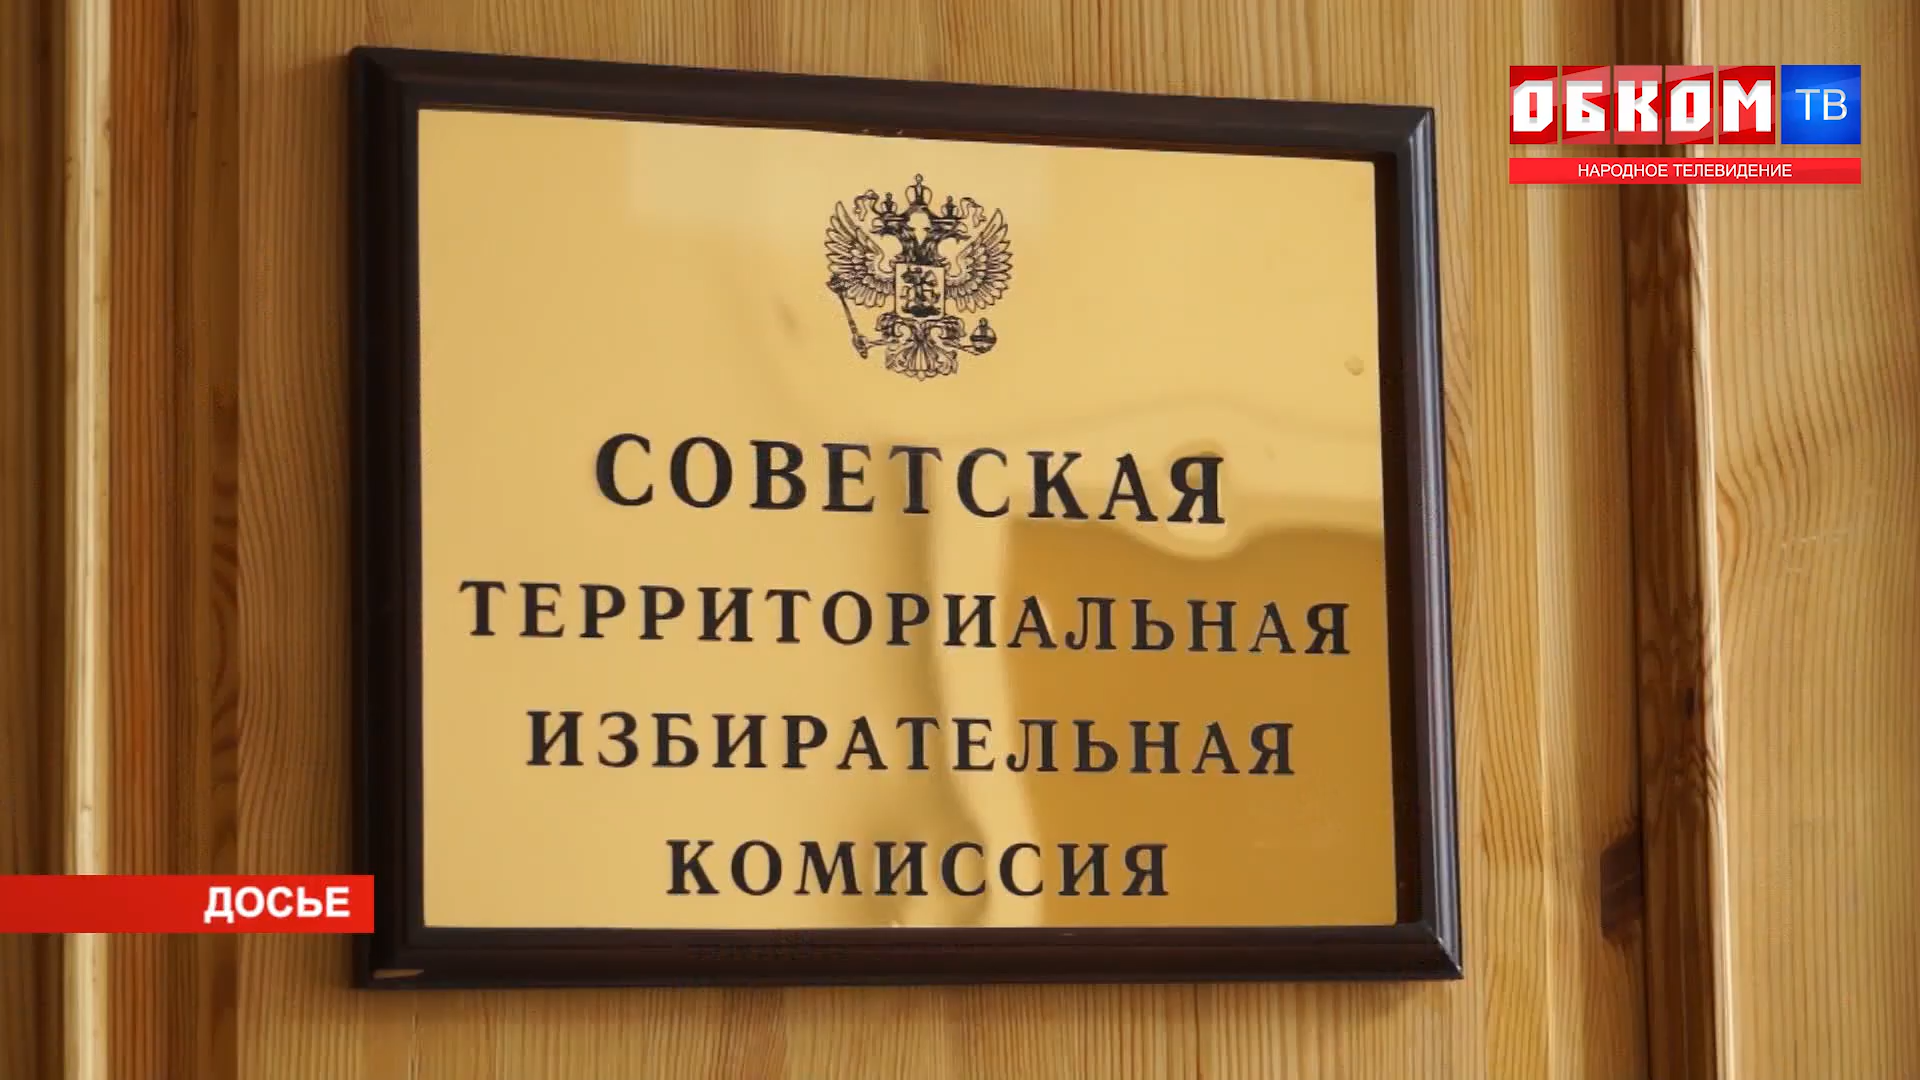 ОБКОМ ТВ
НАРОДНОЕ ТЕЛЕВИДЕНИЕ
СОВЕТСКАЯ
ТЕРРИТОРИАЛЬНАЯ
ИЗБИРАТЕЛЬНАЯ
КОМИССИЯ
ДОСЬЕ